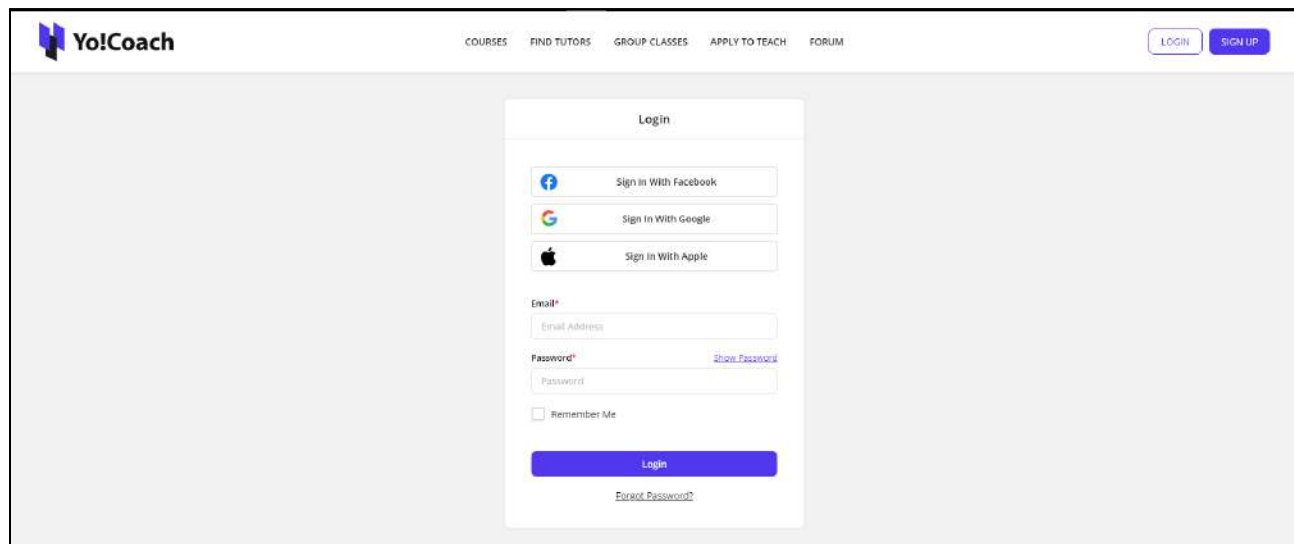 Yo!Coach
COURSES FIND TUTORS GROUP CLASSES APPLY TO TEACH FORUM
LOGIN SIGN UP
Login
Sign in With Facebook
Sign In With Google
Sign in With Apple
Email*
Email Address
Password* Show Password
Password
Remember Me
Login
Forgot Password?